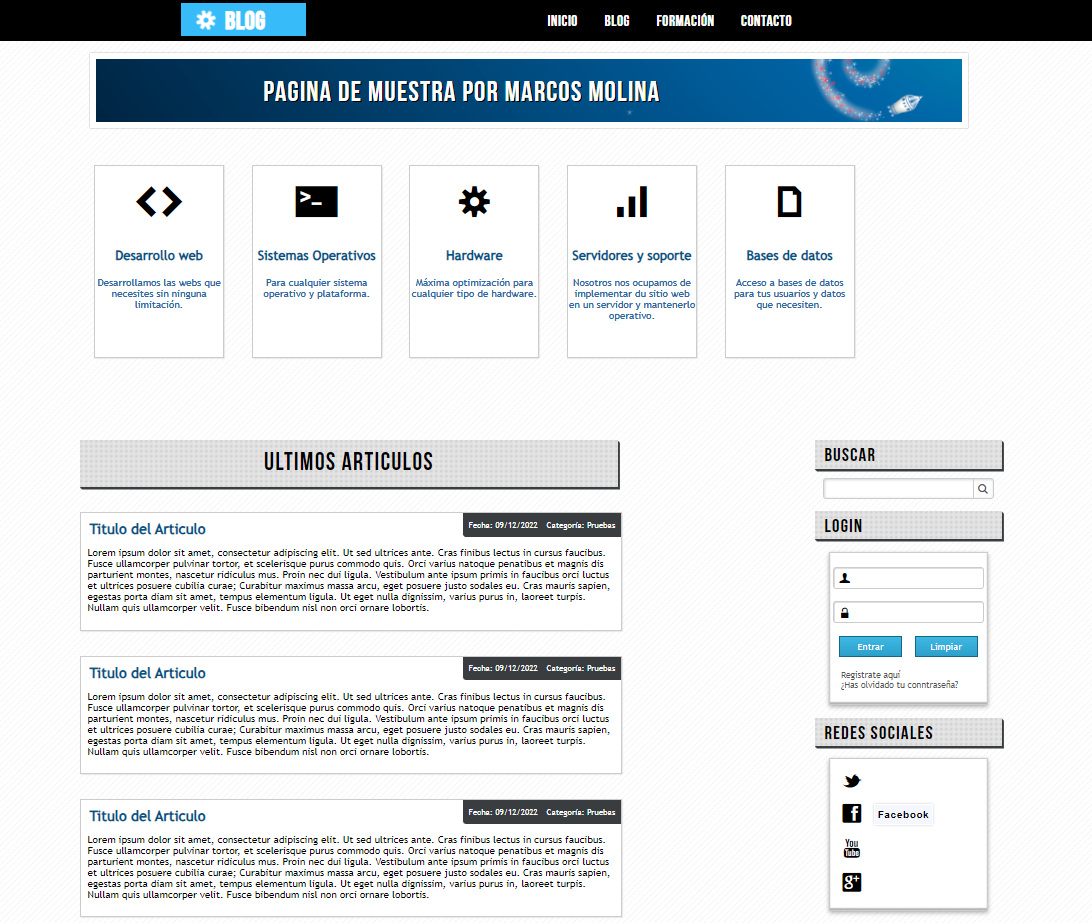 BLOG
INICIO BLOG FORMACIÓN CONTACTO
PAGINA DE MUESTRA POR MARCOS MOLINA
Desarrollo web
Desarrollamos las webs que
necesites sin ninguna
limitación.
Sistemas Operativos
Para cualquier sistema
operativo y plataforma.
Hardware
Máxima optimización para
cualquier tipo de hardware.
Servidores y soporte
Nosotros nos ocupamos de
implementar du sitio web
en un servidor y mantenerlo
operativo.
Bases de datos
Acceso a bases de datos
para tus usuarios y datos
que necesiten.
ULTIMOS ARTICULOS
Titulo del Articulo
Fecha: 09/12/2022 Categoría: Pruebas
Lorem ipsum dolor sit amet, consectetur adipiscing elit. Ut sed ultrices ante. Cras finibus lectus in cursus faucibus.
Fusce ullamcorper pulvinar tortor, et scelerisque purus commodo quis. Orci varius natoque penatibus et magnis dis
parturient montes, nascetur ridiculus mus. Proin nec dui ligula. Vestibulum ante ipsum primis in faucibus orci luctus
et ultrices posuere cubilia curae; Curabitur maximus massa arcu, eget posuere justo sodales eu. Cras mauris sapien,
egestas porta diam sit amet, tempus elementum ligula. Ut eget nulla dignissim, varius purus in, laoreet turpis.
Nullam quis ullamcorper velit. Fusce bibendum nisl non orci ornare lobortis.
Titulo del Articulo
Fecha: 09/12/2022 Categoría: Pruebas
Lorem ipsum dolor sit amet, consectetur adipiscing elit. Ut sed ultrices ante. Cras finibus lectus in cursus faucibus.
Fusce ullamcorper pulvinar tortor, et scelerisque purus commodo quis. Orci varius natoque penatibus et magnis dis
parturient montes, nascetur ridiculus mus. Proin nec dui ligula. Vestibulum ante ipsum primis in faucibus orci luctus
et ultrices posuere cubilia curae; Curabitur maximus massa arcu, eget posuere justo sodales eu. Cras mauris sapien,
egestas porta diam sit amet, tempus elementum ligula. Ut eget nulla dignissim, varius purus in, laoreet turpis.
Nullam quis ullamcorper velit. Fusce bibendum nisl non orci ornare lobortis.
Titulo del Articulo
Fecha: 09/12/2022 Categoría: Pruebas
Lorem ipsum dolor sit amet, consectetur adipiscing elit. Ut sed ultrices ante. Cras finibus lectus in cursus faucibus.
Fusce ullamcorper pulvinar tortor, et scelerisque purus commodo quis. Orci varius natoque penatibus et magnis dis
parturient montes, nascetur ridiculus mus. Proin nec dui ligula. Vestibulum ante ipsum primis in faucibus orci luctus
et ultrices posuere cubilia curae; Curabitur maximus massa arcu, eget posuere justo sodales eu. Cras mauris sapien,
egestas porta diam sit amet, tempus elementum ligula. Ut eget nulla dignissim, varius purus in, laoreet turpis.
Nullam quis ullamcorper velit. Fusce bibendum nisl non orci ornare lobortis.
BUSCAR
LOGIN
Entrar Limpiar
Registrate aquí
¿Has olvidado tu conntraseña?
REDES SOCIALES
Facebook
You
Tube
g+